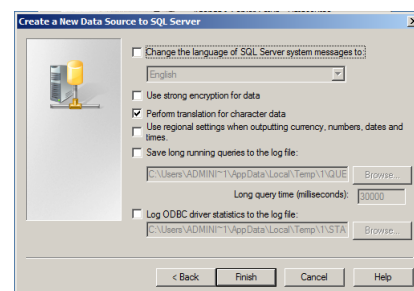 Create a New Data Source to SQL Server
Change the language of SQL Server system messages to:
English
Use strong encryption for data
Perform translation for character data
Use regional settings when outputting currency, numbers, dates and
times.
Save long running queries to the log file:
C:\Users\ADMINI~1\AppData\Local\Temp\1\QUE
Browse...
Long query time (milliseconds):
30000
Log ODBC driver statistics to the log file:
C:\Users\ADMINI~1\AppData\Local\Temp\1\STA
Browse...
< Back
Finish
Cancel
Help